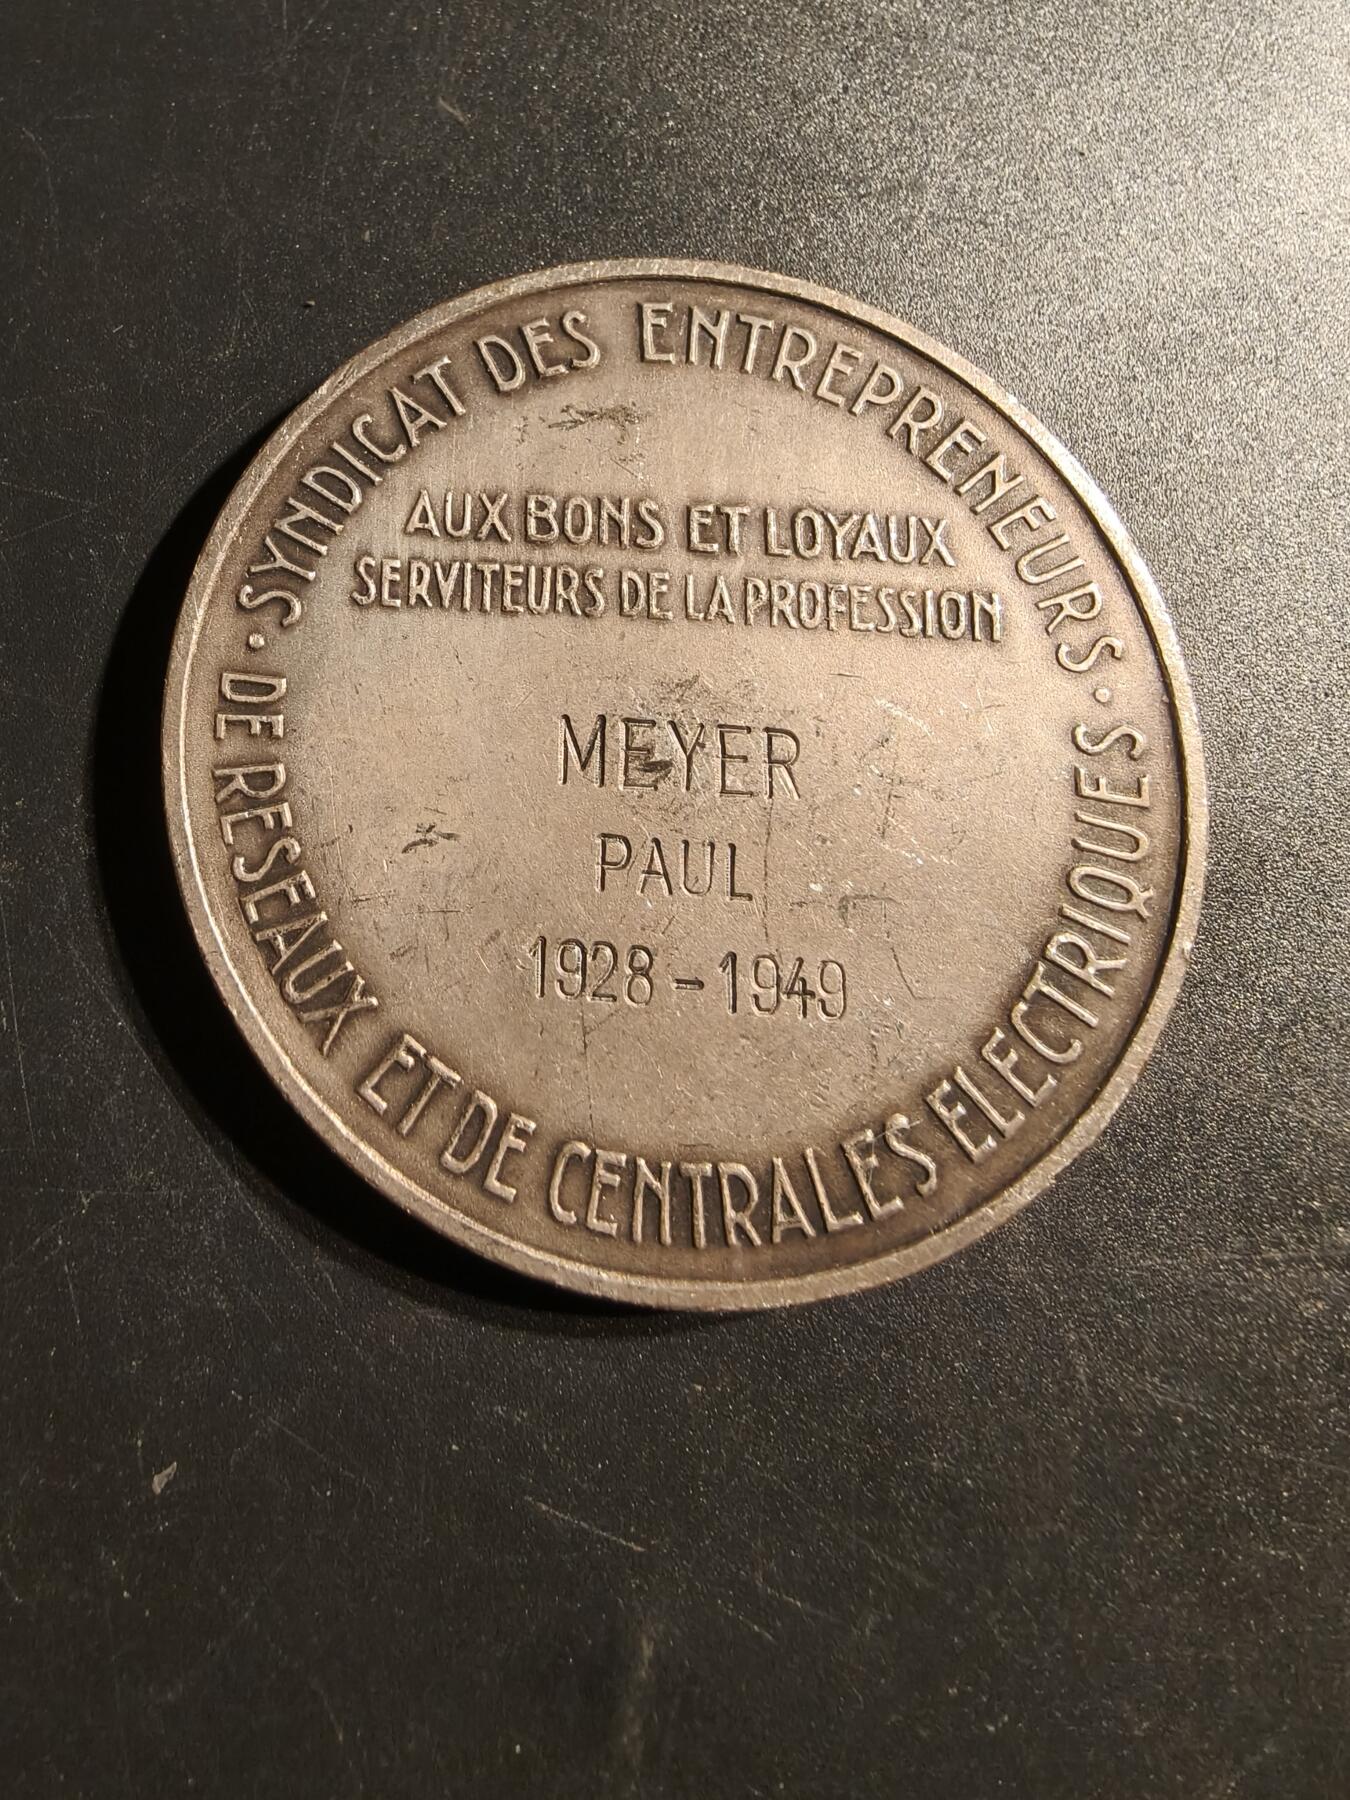 SYNDICAT DES ENTREPRENEURS
AUX BONS ET LOYAUX
SERVITEURS DE LA PROFESSION
MEYER
PAUL
1928 - 1949
DE RESEAUX ET DE CENTRALES ELECTRIQUES